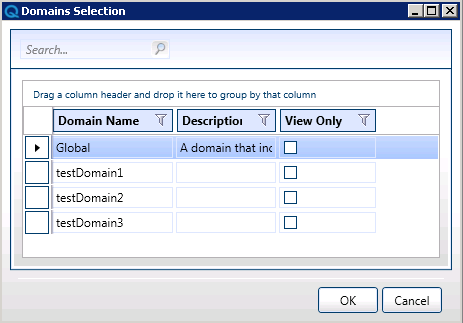 Domains Selection
Search...
Drag a column header and drop it here to group by that column
Domain Name Description View Only
Global A domain that inc
testDomain1
testDomain2
testDomain3
OK Cancel